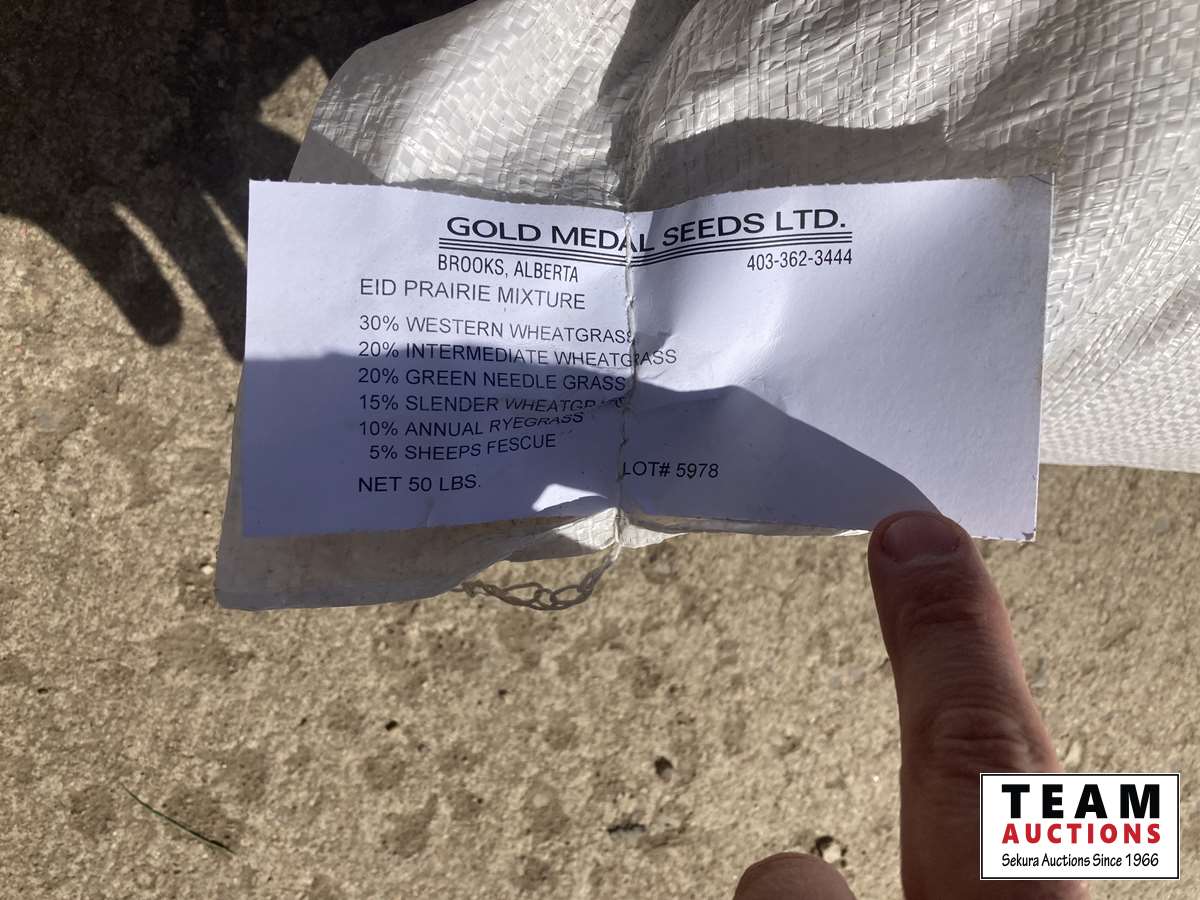 GOLD MEDAL SEEDS LTD.
BROOKS, ALBERTA 403-362-3444
EID PRAIRIE MIXTURE
30% WESTERN WHEATGRASS
20% INTERMEDIATE WHEATGRASS
20% GREEN NEEDLE GRASS
15% SLENDER WHEATGRASS
10% ANNUAL RYEGRASS
5% SHEEPS FESCUE
NET 50 LBS. LOT# 5978
TEAM
AUCTIONS
Sekura Auctions Since 1966